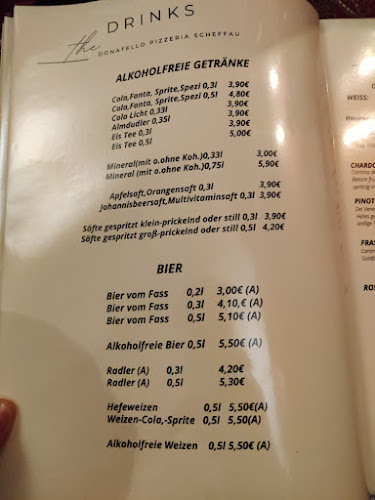 the DRINKS
DONATELLO PIZZERIA SCHEFFAU
ALKOHOLFREIE GETRÄNKE
Cola,Fanta, Sprite,Spezi 0,3l 3,90€
Cola,Fanta, Sprite,Spezi 0,5l 4,80€
Cola Licht 0,33l 3,90€
Almdudler 0,35l 3,90€
Eis Tee 0,3l 3,90€
Eis Tee 0,5l 5,00€
Mineral(mit o.ohne Koh.)0,33l 3,00€
Mineral (mit o.ohne Koh.)0,75l 5,90€
Apfelsaft,Orangensaft 0,3l 3,90€
Johannisbeersaft,Multivitaminsaft 0,3l 3,90€
Säfte gespritzt klein-prickelnd oder still 0,3l 3,90€
Säfte gespritzt groß-prickelnd oder still 0,5l 4,20€
BIER
Bier vom Fass 0,2l 3,00€ (A)
Bier vom Fass 0,3l 4,10,€ (A)
Bier vom Fass 0,5l 5,10€ (A)
Alkoholfreie Bier 0,5l 5,50€ (A)
Radler (A) 0,3l 4,20€
Radler (A) 0,5l 5,30€
Hefeweizen 0,5l 5,50€(A)
Weizen-Cola,-Sprite 0,5l 5,50(A)
Alkoholfreie Weizen 0,5l 5,50€ (A)
WEISS:
CHARDO
PINOT
FRAS
ROS